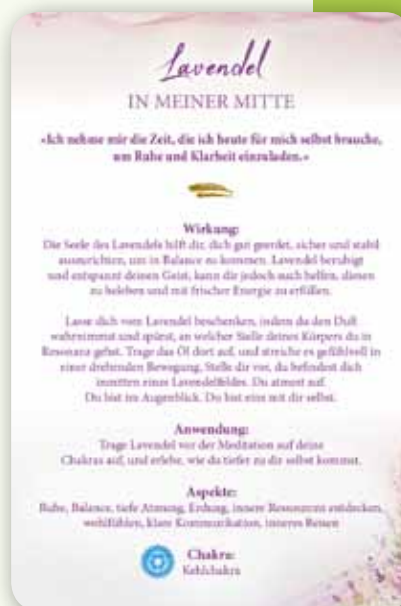 Lavendel
IN MEINER MITTE
«Ich nehme mir die Zeit, die ich heute für mich selbst brauche,
um Ruhe und Klarheit einzuladen.»
Wirkung:
Die Seele des Lavendels hilft dir, dich gut geerdet, sicher und stabil
auszurichten, um in Balance zu kommen. Lavendel beruhigt
und entspannt deinen Geist, kann dir jedoch auch helfen, diesen
zu beleben und mit frischer Energie zu erfüllen.
Lasse dich vom Lavendel beschenken, indem du den Duft
wahrnimmst und spürst, an welcher Stelle deines Körpers du in
Resonanz gehst. Trage das Öl dort auf, und streiche es gefühlvoll in
einer drehenden Bewegung. Stelle dir vor, du befindest dich
inmitten eines Lavendelfeldes. Du atmest auf.
Du bist im Augenblick. Du bist eins mit dir selbst.
Anwendung:
Trage Lavendel vor der Meditation auf deine
Chakras auf, und erlebe, wie du tiefer zu dir selbst kommst.
Aspekte:
Ruhe, Balance, tiefe Atmung, Erdung, innere Ressourcen entdecken,
wohlfühlen, klare Kommunikation, inneres Reisen
Chakra:
Kehlchakra